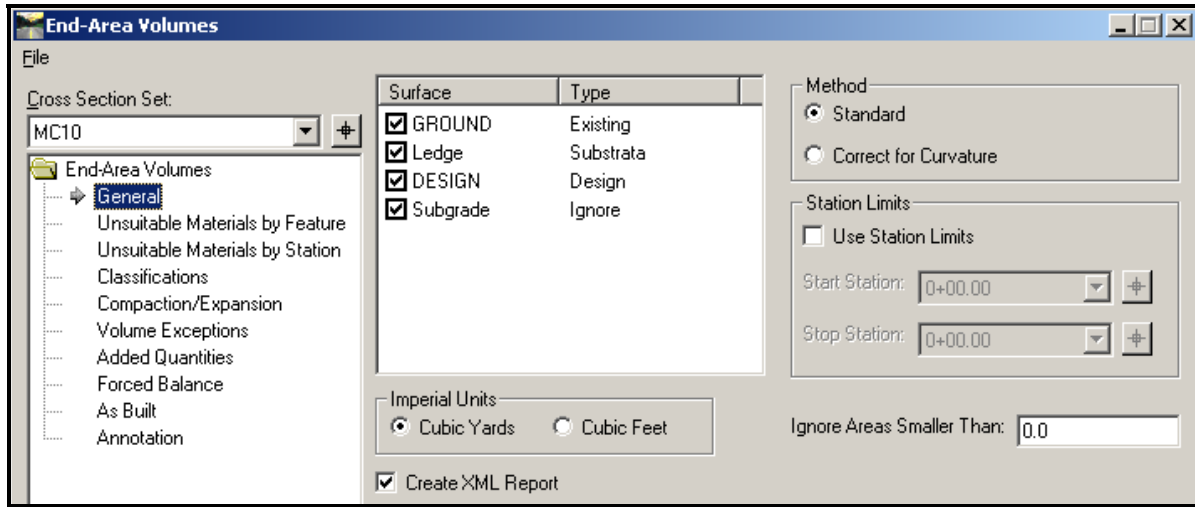 End-Area Volumes
File
Cross Section Set:
MC10
End-Area Volumes
General
Unsuitable Materials by Feature
Unsuitable Materials by Station
Classifications
Compaction/Expansion
Volume Exceptions
Added Quantities
Forced Balance
As Built
Annotation
Surface Type
GROUND Existing
Ledge Substrata
DESIGN Design
Subgrade Ignore
Imperial Units
Cubic Yards Cubic Feet
Create XML Report
Method
Standard
Correct for Curvature
Station Limits
Use Station Limits
Start Station: 0+00.00
Stop Station: 0+00.00
Ignore Areas Smaller Than: 0.0